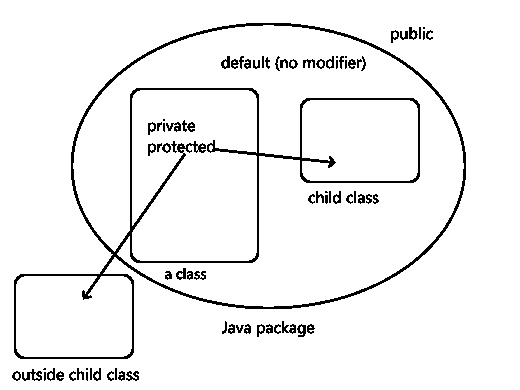 public
default (no modifier)
private
protected
child class
a class
Java package
outside child class